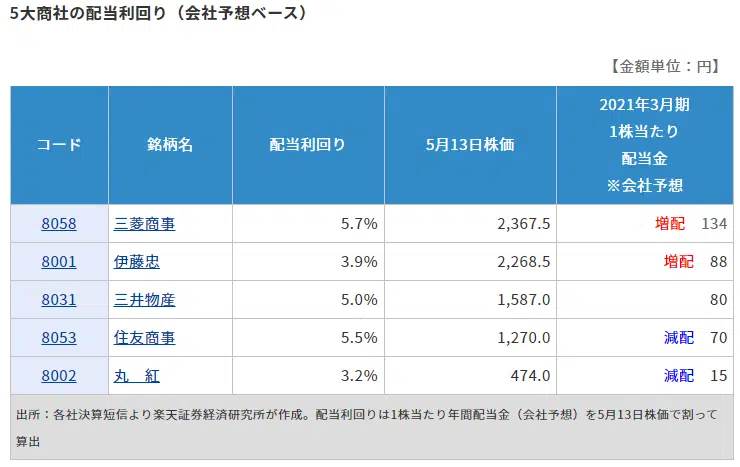 5大商社の配当利回り（会社予想ベース）
【金額単位：円】
コード 銘柄名 配当利回り 5月13日株価 2021年3月期
1株当たり
配当金
※会社予想
8058 三菱商事 5.7% 2,367.5 増配 134
8001 伊藤忠 3.9% 2,268.5 増配 88
8031 三井物産 5.0% 1,587.0 80
8053 住友商事 5.5% 1,270.0 減配 70
8002 丸　紅 3.2% 474.0 減配 15
出所：各社決算短信より楽天証券経済研究所が作成。配当利回りは1株当たり年間配当金（会社予想）を5月13日株価で割って
算出